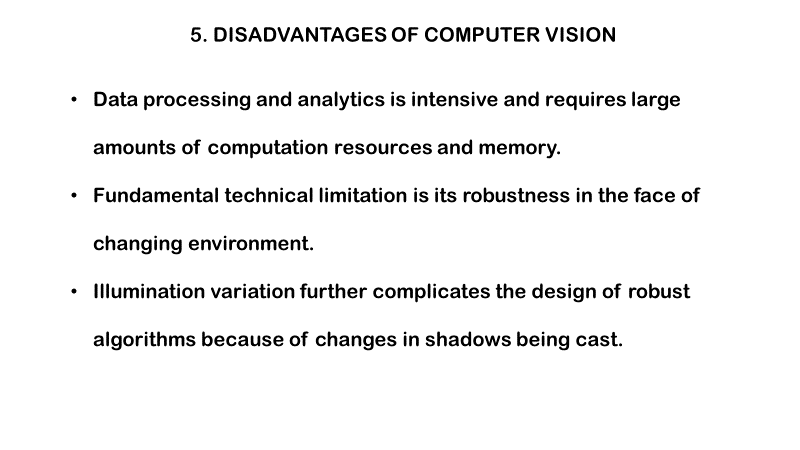 5. DISADVANTAGES OF COMPUTER VISION
• Data processing and analytics is intensive and requires large
amounts of computation resources and memory.
• Fundamental technical limitation is its robustness in the face of
changing environment.
• Illumination variation further complicates the design of robust
algorithms because of changes in shadows being cast.